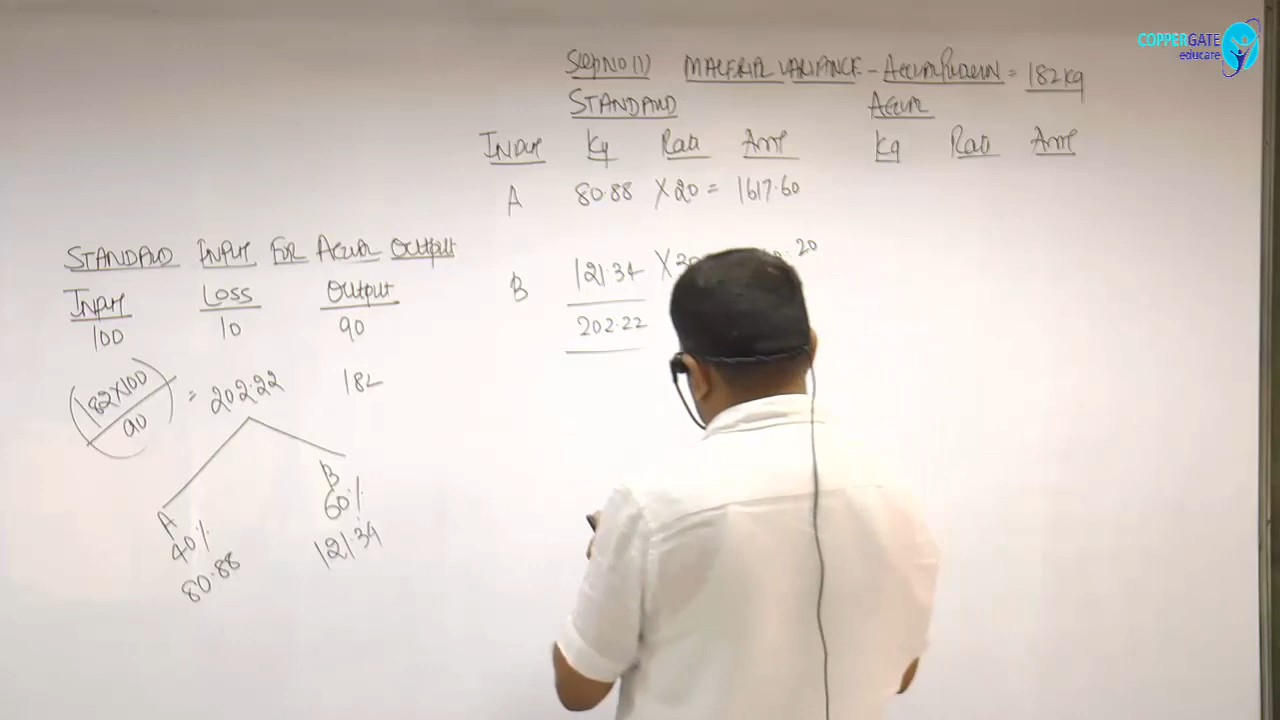 COPPERGATE
educate
Step No (1) MATERIAL VARIANCE - ACTUAL PRODUCTION = 182 Kg
STANDARD ACTUAL
INPUT Kg Rate Amt Kg Rate Amt
A 80.88 X 20 = 1617.60
B 121.34 X 20
202.22
STANDARD INPUT FOR ACTUAL OUTPUT
INPUT LOSS OUTPUT
100 10 90
(182X100/90) = 202.22 182
A B
40% 60%
80.88 121.34